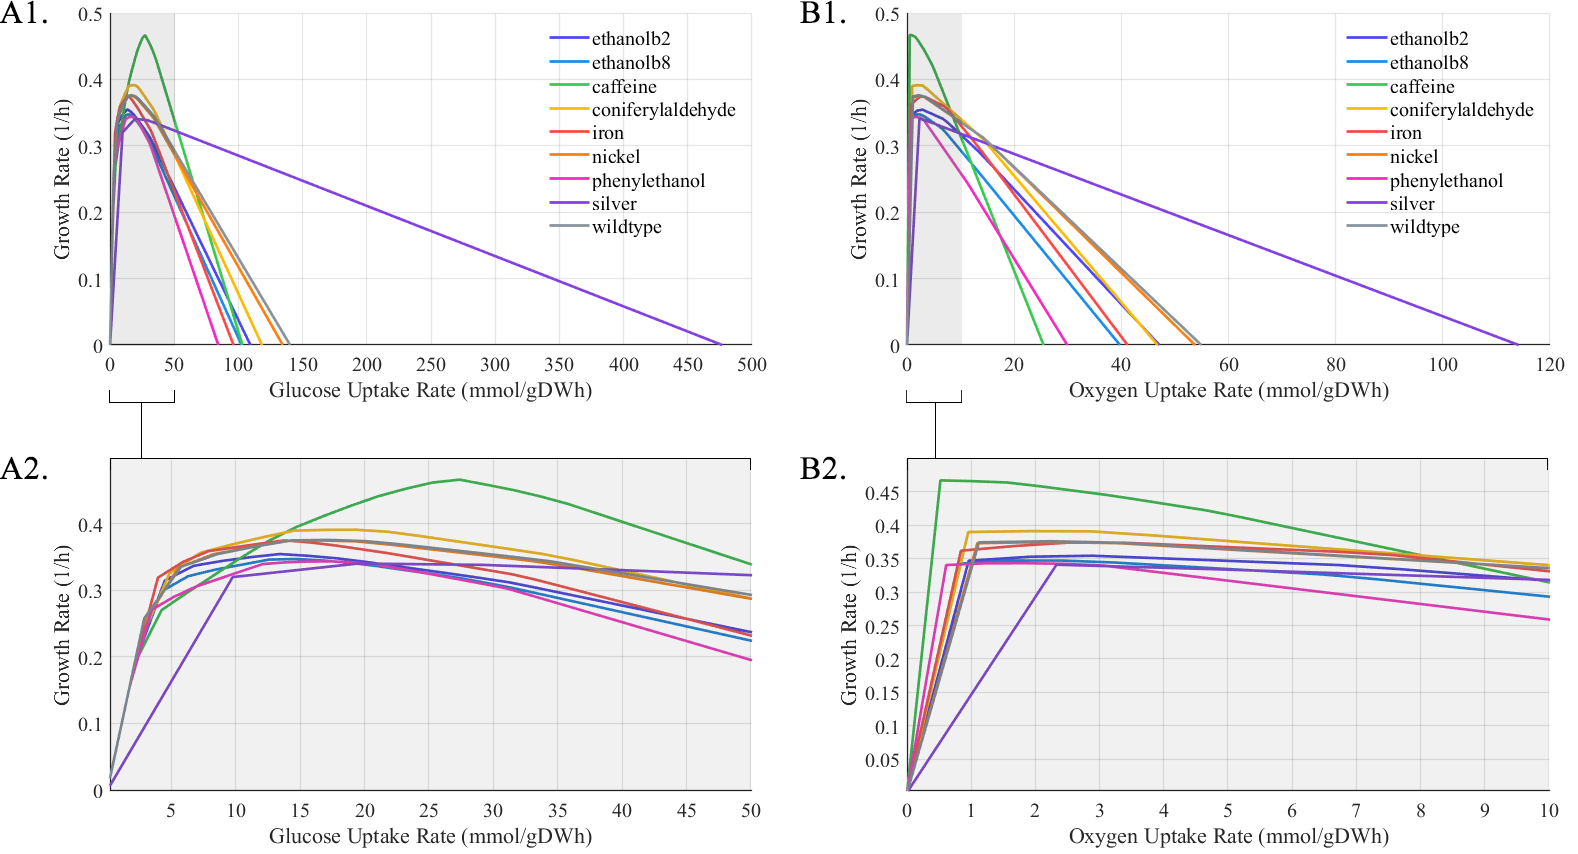 A1.
0.5
0.4
0.3
0.2
0.1
0
Growth Rate (1/h)
ethanolb2
ethanolb8
caffeine
coniferylaldehyde
iron
nickel
phenylethanol
silver
wildtype
0 50 100 150 200 250 300 350 400 450 500
Glucose Uptake Rate (mmol/gDWh)
B1.
0.5
0.4
0.3
0.2
0.1
0
Growth Rate (1/h)
ethanolb2
ethanolb8
caffeine
coniferylaldehyde
iron
nickel
phenylethanol
silver
wildtype
0 20 40 60 80 100 120
Oxygen Uptake Rate (mmol/gDWh)
A2.
0.4
0.3
0.2
0.1
0
Growth Rate (1/h)
5 10 15 20 25 30 35 40 45 50
Glucose Uptake Rate (mmol/gDWh)
B2.
0.45
0.4
0.35
0.3
0.25
0.2
0.15
0.1
0.05
Growth Rate (1/h)
0 1 2 3 4 5 6 7 8 9 10
Oxygen Uptake Rate (mmol/gDWh)